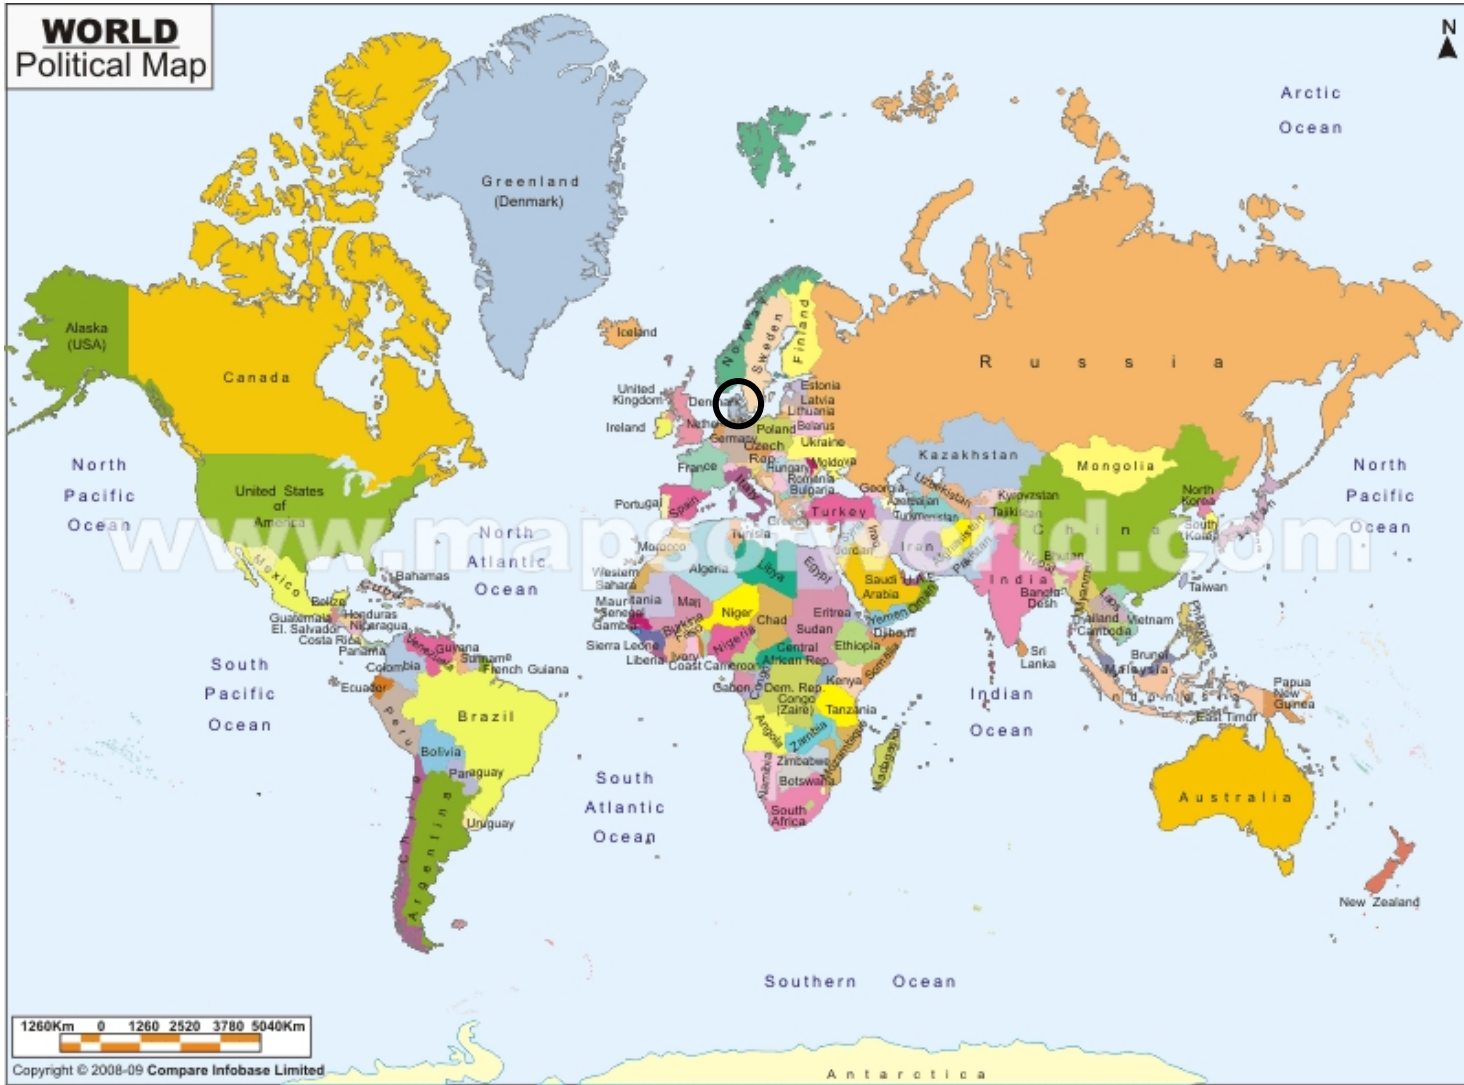 WORLD
Political Map
N
Arctic
Ocean
Greenland
(Denmark)
Alaska
(USA)
Canada
Iceland
Norway
Sweden
Finland
Russia
United
Kingdom
Denmark
Estonia
Latvia
Lithuania
Ireland
Poland
Belarus
Germany
Czech
Rep.
Ukraine
France
Hungary
Moldova
Romania
Bulgaria
Italy
Portugal
Spain
Turkey
Georgia
Kazakhstan
Mongolia
Uzbekistan
Kyrgyzstan
Tajikistan
Turkmenistan
North
Korea
South
China
North
Pacific
Ocean
North
Pacific
Ocean
United States
of
America
www.mapsofworld.com
North
Atlantic
Ocean
Mexico
Bahamas
Cuba
Belize
Honduras
Guatemala
El. Salvador
Nicaragua
Costa Rica
Panama
Venezuela
Guyana
Suriname
French Guiana
Colombia
Ecuador
Peru
Brazil
Bolivia
Paraguay
Chile
Argentina
Uruguay
South
Pacific
Ocean
South
Atlantic
Ocean
Morocco
Tunisia
Algeria
Libya
Egypt
Western
Sahara
Mauritania
Mali
Niger
Chad
Sudan
Eritrea
Senegal
Gambia
Burkina
Faso
Nigeria
Sierra Leone
Liberia
Ivory
Coast
Cameroon
Central
African Rep.
Ethiopia
Somalia
Djibouti
Gabon
Congo
Dem. Rep.
Congo
(Zaire)
Kenya
Tanzania
Angola
Zambia
Mozambique
Zimbabwe
Namibia
Botswana
South
Africa
Madagascar
Syria
Jordan
Iraq
Iran
Afghanistan
Pakistan
Saudi
Arabia
UAE
Oman
Yemen
India
Nepal
Bhutan
Bangla
Desh
Myanmar
Laos
Thailand
Vietnam
Cambodia
Taiwan
Philippines
Sri
Lanka
Brunei
Malaysia
Indonesia
East Timor
Papua
New
Guinea
Indian
Ocean
Australia
New Zealand
Southern Ocean
Antarctica
1260Km 0 1260 2520 3780 5040Km
Copyright © 2008-09 Compare Infobase Limited